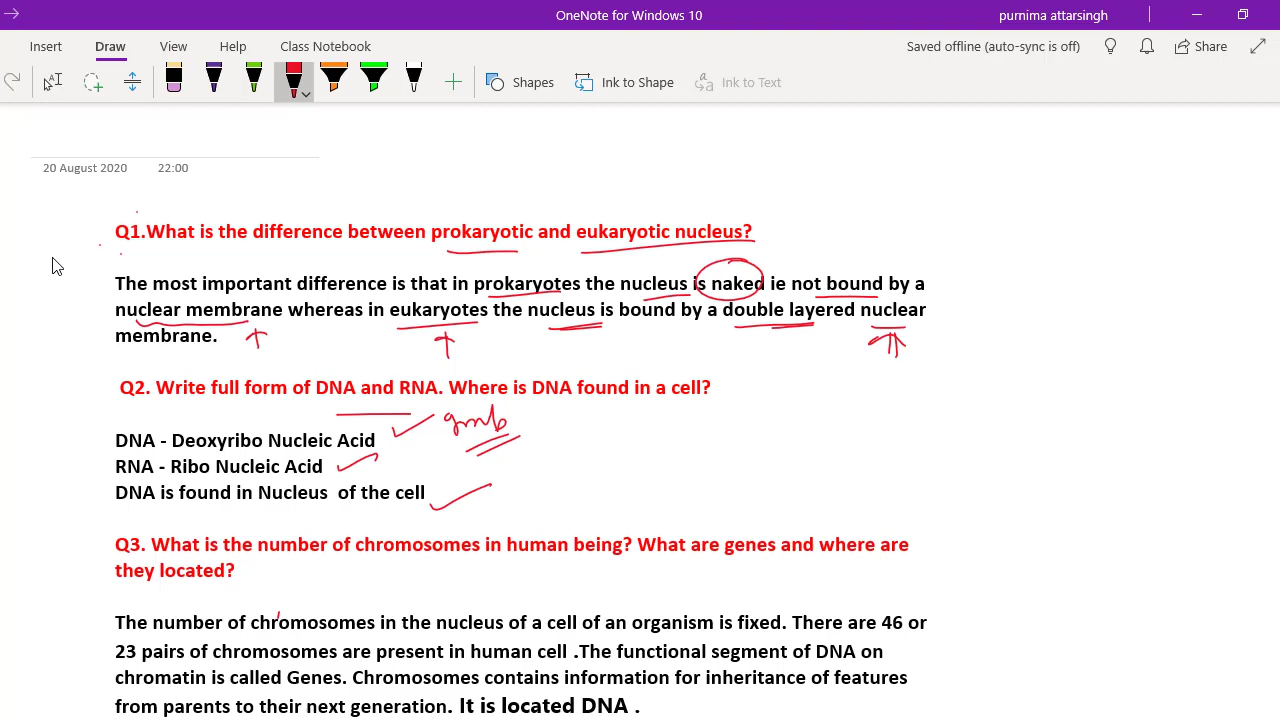 OneNote for Windows 10
purnima attarsingh
Insert Draw View Help Class Notebook
Saved offline (auto-sync is off)
Share
Shapes
Ink to Shape
Ink to Text
20 August 2020 22:00
Q1.What is the difference between prokaryotic and eukaryotic nucleus?
The most important difference is that in prokaryotes the nucleus is naked ie not bound by a
nuclear membrane whereas in eukaryotes the nucleus is bound by a double layered nuclear
membrane.
Q2. Write full form of DNA and RNA. Where is DNA found in a cell?
DNA - Deoxyribo Nucleic Acid
RNA - Ribo Nucleic Acid
DNA is found in Nucleus of the cell
Q3. What is the number of chromosomes in human being? What are genes and where are
they located?
The number of chromosomes in the nucleus of a cell of an organism is fixed. There are 46 or
23 pairs of chromosomes are present in human cell .The functional segment of DNA on
chromatin is called Genes. Chromosomes contains information for inheritance of features
from parents to their next generation. It is located DNA .